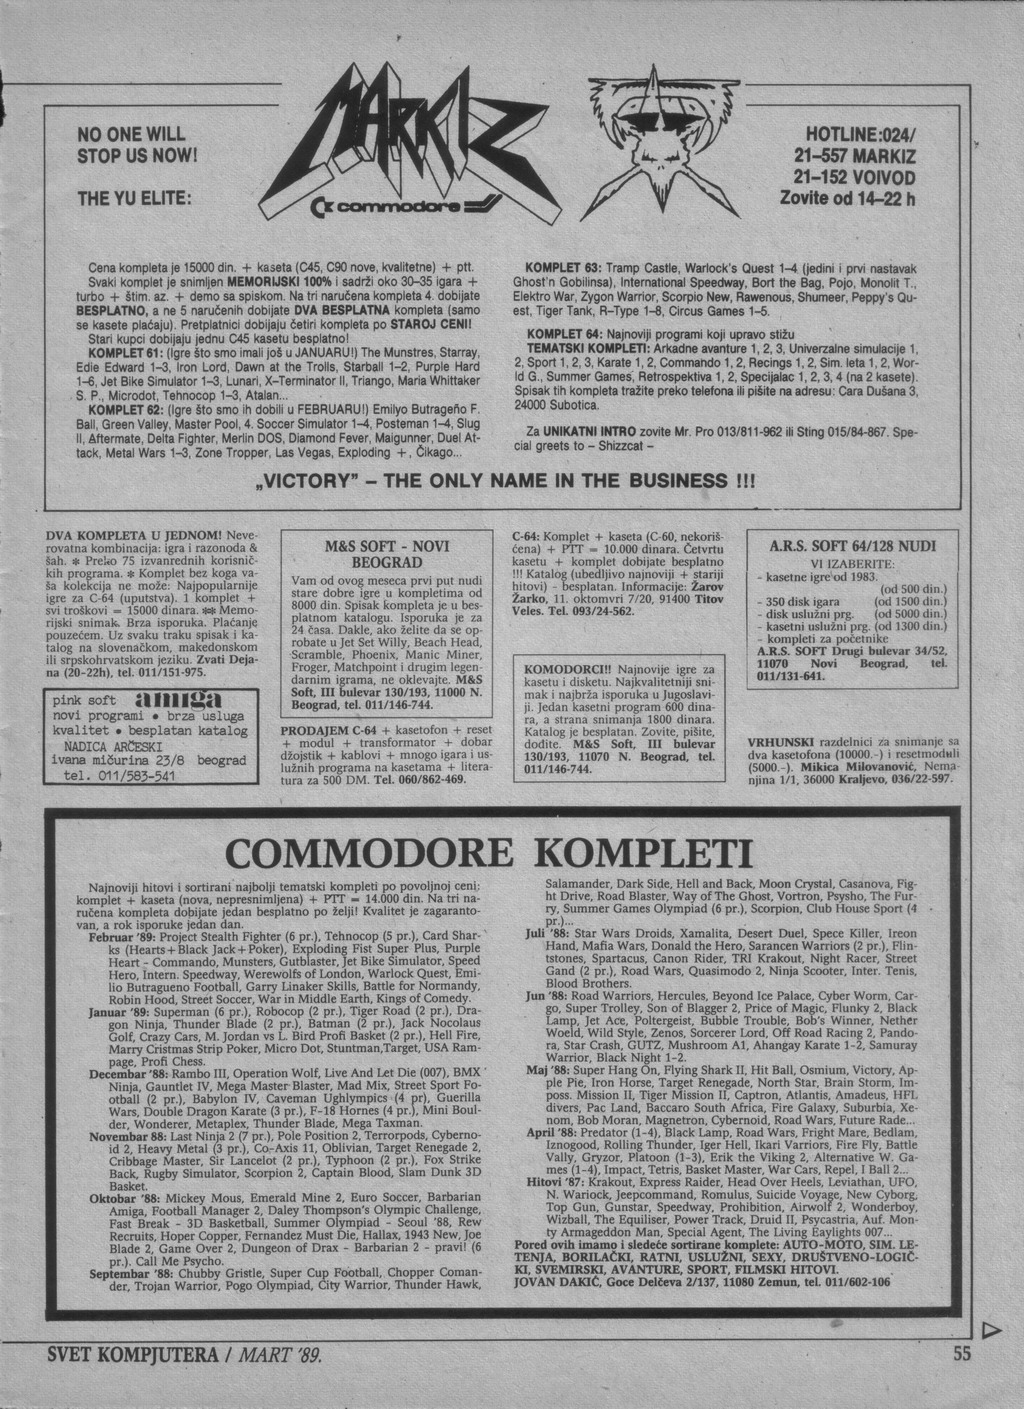 NO ONE WILL
STOP US NOW!
THE YU ELITE:
MARKIZ
commodore
HOTLINE:024/
21-557 MARKIZ
21-152 VOIVOD
Zovite od 14-22 h
Cena kompleta je 15000 din. + kaseta (C45, C90 nove, kvalitetne) + ptt.
Svaki komplet je snimljen MEMORIJSKI 100% i sadrži oko 30-35 igara +
turbo + štim. az. + demo sa spiskom. Na tri naručena kompleta 4. dobijate
BESPLATNO, a ne 5 naručenih dobijate DVA BESPLATNA kompleta (samo
se kasete plaćaju). Pretplatnici dobijaju četiri kompleta po STAROJ CENI!
Stari kupci dobijaju jednu C45 kasetu besplatno!
KOMPLET 61: (Igre što smo imali još u JANUARU!) The Munstres, Starray,
Edie Edward 1-3, Iron Lord, Dawn at the Trolls, Starball 1-2, Purple Hard
1-6, Jet Bike Simulator 1-3, Lunari, X-Terminator II, Triango, Maria Whittaker
S. P., Microdot, Tehnocop 1-3, Atalan...
KOMPLET 62: (Igre što smo ih dobili u FEBRUARU!) Emilyo Butrageño F.
Ball, Green Valley, Master Pool, 4. Soccer Simulator 1-4, Posteman 1-4, Slug
II, Aftermate, Delta Fighter, Merlin DOS, Diamond Fever, Maigunner, Duel At-
tack, Metal Wars 1-3, Zone Tropper, Las Vegas, Exploding +, Čikago...
KOMPLET 63: Tramp Castle, Warlock's Quest 1-4 (jedini i prvi nastavak
Ghost'n Gobilinsa), International Speedway, Bort the Bag, Pojo, Monolit T.,
Elektro War, Zygon Warrior, Scorpio New, Rawenous, Shumeer, Peppy's Qu-
est, Tiger Tank, R-Type 1-8, Circus Games 1-5.
KOMPLET 64: Najnoviji programi koji upravo stižu
TEMATSKI KOMPLETI: Arkadne avanture 1, 2, 3, Univerzalne simulacije 1,
2, Sport 1, 2, 3, Karate 1, 2, Commando 1, 2, Recings 1, 2, Sim. leta 1, 2, Wor-
ld G., Summer Games, Retrospektiva 1, 2, Specijalac 1, 2, 3, 4 (na 2 kasete).
Spisak tih kompleta tražite preko telefona ili pišite na adresu: Cara Dušana 3,
24000 Subotica.
Za UNIKATNI INTRO zovite Mr. Pro 013/811-962 ili Sting 015/84-867. Spe-
cial greets to - Shizzcat -
„VICTORY” - THE ONLY NAME IN THE BUSINESS !!!
DVA KOMPLETA U JEDNOM! Neve-
rovatna kombinacija: igra i razonoda &
šah. * Preko 75 izvanrednih korisnič-
kih programa. * Komplet bez koga va-
ša kolekcija ne može: Najpopularnije
igre za C-64 (uputstva). 1 komplet +
svi troškovi = 15000 dinara. ** Memo-
rijski snimak. Brza isporuka. Plaćanje
pouzećem. Uz svaku traku spisak i ka-
talog na slovenačkom, makedonskom
ili srpskohrvatskom jeziku. Zvati Deja-
na (20-22h), tel. 011/151-975.
pink soft amiga
novi programi • brza usluga
kvalitet • besplatan katalog
NADICA ARČESKI
ivana mičurina 23/8 beograd
tel. 011/583-541
M&S SOFT - NOVI
BEOGRAD
Vam od ovog meseca prvi put nudi
stare dobre igre u kompletima od
8000 din. Spisak kompleta je u bes-
platnom katalogu. Isporuka je za
24 časa. Dakle, ako želite da se op-
robate u Jet Set Willy, Beach Head,
Scramble, Phoenix, Manic Miner,
Froger, Matchpoint i drugim legen-
darnim igrama, ne oklevajte. M&S
Soft, III bulevar 130/193, 11000 N.
Beograd, tel. 011/146-744.
PRODAJEM C-64 + kasetofon + reset
+ modul + transformator + dobar
džojstik + kablovi + mnogo igara i us-
lužnih programa na kasetama + litera-
tura za 500 DM. Tel. 060/862-469.
C-64: Komplet + kaseta (C-60, nekoriš-
ćena) + PTT = 10.000 dinara. Četvrtu
kasetu + komplet dobijate besplatno
!!! Katalog (ubedljivo najnoviji + stariji
hitovi) - besplatan. Informacije: Žarov
Žarko, 11. oktomvri 7/20, 91400 Titov
Veles. Tel. 093/24-562.
KOMODORCI!! Najnovije igre za
kasetu i disketu. Najkvalitetniji sni-
mak i najbrža isporuka u Jugoslavi-
ji. Jedan kasetni program 600 dina-
ra, a strana snimanja 1800 dinara.
Katalog je besplatan. Zovite, pišite,
dođite. M&S Soft, III bulevar
130/193, 11070 N. Beograd, tel.
011/146-744.
A.R.S. SOFT 64/128 NUDI
VI IZABERITE:
- kasetne igre od 1983.
(od 500 din.)
- 350 disk igara (od 1500 din.)
- disk uslužni prg. (od 5000 din.)
- kasetni uslužni prg. (od 1300 din.)
- kompleti za početnike
A.R.S. SOFT Drugi bulevar 34/52,
11070 Novi Beograd, tel.
011/131-641.
VRHUNSKI razdelnici za snimanje sa
dva kasetofona (10000.-) i resetmoduli
(5000.-). Mikica Milovanović, Nema-
njina 1/1, 36000 Kraljevo, 036/22-597.
COMMODORE KOMPLETI
Najnoviji hitovi i sortirani najbolji tematski kompleti po povoljnoj ceni:
komplet + kaseta (nova, nepresnimljena) + PTT = 14.000 din. Na tri na-
ručena kompleta dobijate jedan besplatno po želji! Kvalitet je zagaranto-
van, a rok isporuke jedan dan.
Februar '89: Project Stealth Fighter (6 pr.), Tehnocop (5 pr.), Card Shar-
ks (Hearts+Black Jack+Poker), Exploding Fist Super Plus, Purple
Heart - Commando, Munsters, Gutblaster, Jet Bike Simulator, Speed
Hero, Intern. Speedway, Werewolfs of London, Warlock Quest, Emi-
lio Butragueno Football, Garry Linaker Skills, Battle for Normandy,
Robin Hood, Street Soccer, War in Middle Earth, Kings of Comedy.
Januar '89: Superman (6 pr.), Robocop (2 pr.), Tiger Road (2 pr.), Dra-
gon Ninja, Thunder Blade (2 pr.), Batman (2 pr.), Jack Nocolaus
Golf, Crazy Cars, M. Jordan vs L. Bird Profi Basket (2 pr.), Hell Fire,
Marry Cristmas Strip Poker, Micro Dot, Stuntman,Target, USA Ram-
page, Profi Chess.
Decembar '88: Rambo III, Operation Wolf, Live And Let Die (007), BMX
Ninja, Gauntlet IV, Mega Master Blaster, Mad Mix, Street Sport Fo-
otball (2 pr.), Babylon IV, Caveman Ughlympics (4 pr), Guerilla
Wars, Double Dragon Karate (3 pr.), F-18 Hornes (4 pr.), Mini Boul-
der, Wonderer, Metaplex, Thunder Blade, Mega Taxman.
Novembar 88: Last Ninja 2 (7 pr.), Pole Position 2, Terrorpods, Cyberno-
id 2, Heavy Metal (3 pr.), Co-Axis 11, Oblivian, Target Renegade 2,
Cribbage Master, Sir Lancelot (2 pr.), Typhoon (2 pr.), Fox Strike
Back, Rugby Simulator, Scorpion 2, Captain Blood, Slam Dunk 3D
Basket.
Oktobar '88: Mickey Mous, Emerald Mine 2, Euro Soccer, Barbarian
Amiga, Football Manager 2, Daley Thompson's Olympic Challenge,
Fast Break - 3D Basketball, Summer Olympiad - Seoul '88, Rew
Recruits, Hoper Copper, Fernandez Must Die, Hallax, 1943 New, Joe
Blade 2, Game Over 2, Dungeon of Drax - Barbarian 2 - pravi! (6
pr.). Call Me Psycho.
Septembar '88: Chubby Gristle, Super Cup Football, Chopper Coman-
der, Trojan Warrior, Pogo Olympiad, City Warrior, Thunder Hawk,
Salamander, Dark Side, Hell and Back, Moon Crystal, Casanova, Fig-
ht Drive, Road Blaster, Way of The Ghost, Vortron, Psysho, The Fur-
ry, Summer Games Olympiad (6 pr.), Scorpion, Club House Sport (4
pr.)...
Juli '88: Star Wars Droids, Xamalita, Desert Duel, Spece Killer, Ireon
Hand, Mafia Wars, Donald the Hero, Sarancen Warriors (2 pr.), Flin-
tstones, Spartacus, Canon Rider, TRI Krakout, Night Racer, Street
Gand (2 pr.), Road Wars, Quasimodo 2, Ninja Scooter, Inter. Tenis,
Blood Brothers.
Jun '88: Road Warriors, Hercules, Beyond Ice Palace, Cyber Worm, Car-
go, Super Trolley, Son of Blagger 2, Price of Magic, Flunky 2, Black
Lamp, Jet Ace, Poltergeist, Bubble Trouble, Bob's Winner, Nether
Woeld, Wild Style, Zenos, Sorcerer Lord, Off Road Racing 2, Pando-
ra, Star Crash, GUTZ, Mushroom A1, Ahangay Karate 1-2, Samuray
Warrior, Black Night 1-2.
Maj '88: Super Hang On, Flying Shark II, Hit Ball, Osmium, Victory, Ap-
ple Pie, Iron Horse, Target Renegade, North Star, Brain Storm, Im-
poss. Mission II, Tiger Mission II, Captron, Atlantis, Amadeus, HFL
divers, Pac Land, Baccaro South Africa, Fire Galaxy, Suburbia, Xe-
nom, Bob Moran, Magnetron, Cybernoid, Road Wars, Future Rade...
April '88: Predator (1-4), Black Lamp, Road Wars, Fright Mare, Bedlam,
Iznogood, Rolling Thunder, Iger Hell, Ikari Varriors, Fire Fly, Battle
Vally, Gryzor, Platoon (1-3), Erik the Viking 2, Alternative W. Ga-
mes (1-4), Impact, Tetris, Basket Master, War Cars, Repel, I Ball 2...
Hitovi '87: Krakout, Express Raider, Head Over Heels, Leviathan, UFO,
N. Wariock, Jeepcommand, Romulus, Suicide Voyage, New Cyborg,
Top Gun, Gunstar, Speedway, Prohibition, Airwolf 2, Wonderboy,
Wizball, The Equiliser, Power Track, Druid II, Psycastria, Auf. Mon-
ty Armageddon Man, Special Agent, The Living Eaylights 007...
Pored ovih imamo i sledeće sortirane komplete: AUTO-MOTO, SIM. LE-
TENJA, BORILAČKI, RATNI, USLUŽNI, SEXY, DRUŠTVENO-LOGIČ-
KI, SVEMIRSKI, AVANTURE, SPORT, FILMSKI HITOVI.
JOVAN DAKIĆ, Goce Delčeva 2/137, 11080 Zemun, tel. 011/602-106
SVET KOMPJUTERA / MART '89.
55